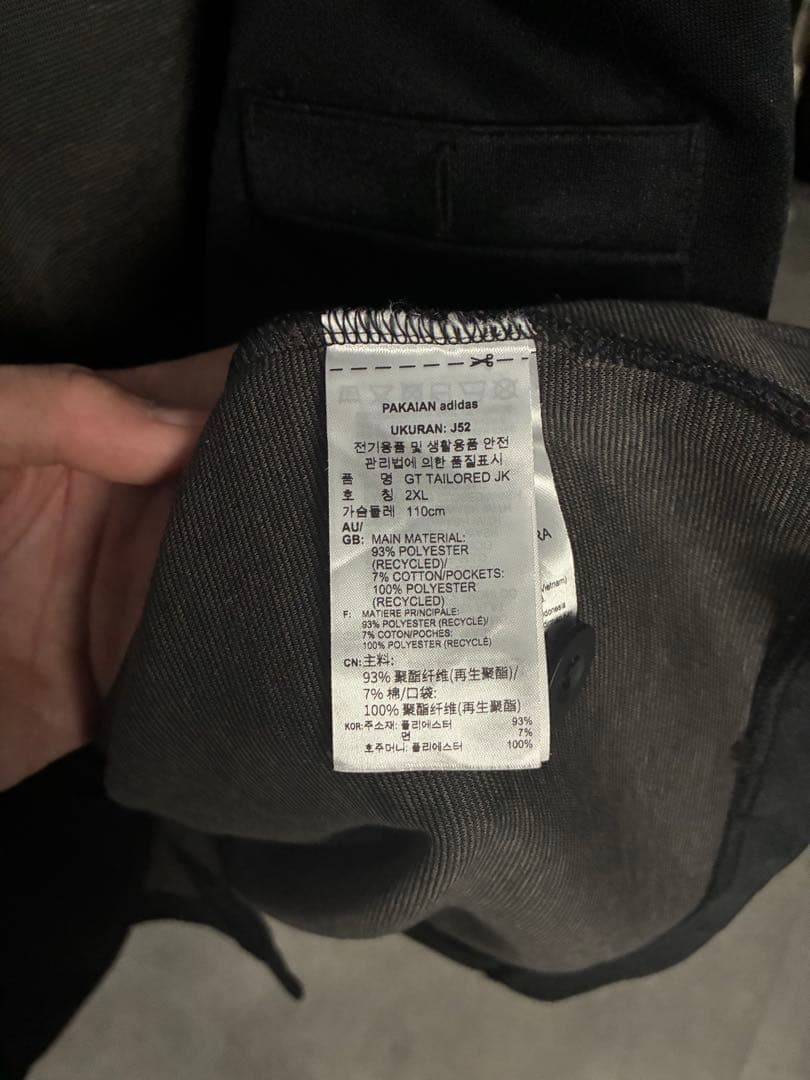 PAKAIAN adidas
UKURAN: J52
전기용품 및 생활용품 안전
관리법에 의한 품질표시
품 명 GT TAILORED JK
호 칭 2XL
가슴둘레 110cm
AU/
GB: MAIN MATERIAL:
93% POLYESTER
(RECYCLED)/
7% COTTON/POCKETS:
100% POLYESTER
(RECYCLED)
F: MATIERE PRINCIPALE:
93% POLYESTER (RECYCLÉ)/
7% COTON/POCHES:
100% POLYESTER (RECYCLÉ)
CN: 主料:
93% 聚酯纤维(再生聚酯)/
7% 棉/口袋:
100% 聚酯纤维(再生聚酯)
KOR: 주소재: 폴리에스터 93%
면 7%
호주머니: 폴리에스터 100%
RA
Vietnam)
donesia